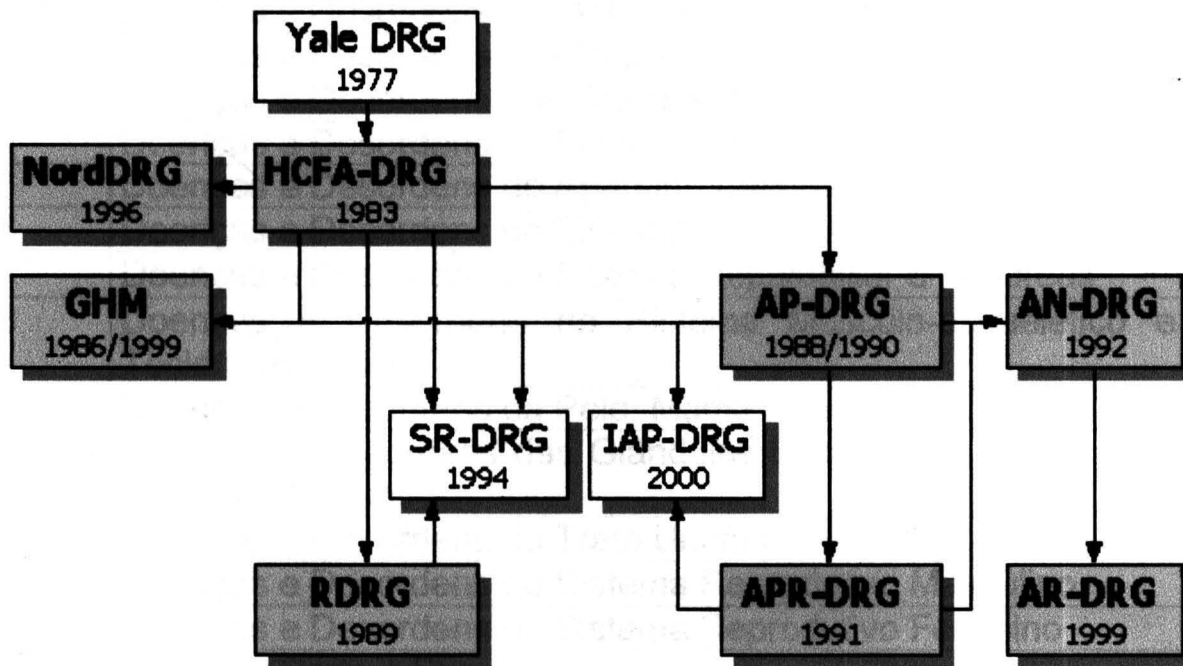 Yale DRG
1977
NordDRG
1996
HCFA-DRG
1983
GHM
1986/1999
AP-DRG
1988/1990
AN-DRG
1992
SR-DRG
1994
IAP-DRG
2000
RDRG
1989
APR-DRG
1991
AR-DRG
1999